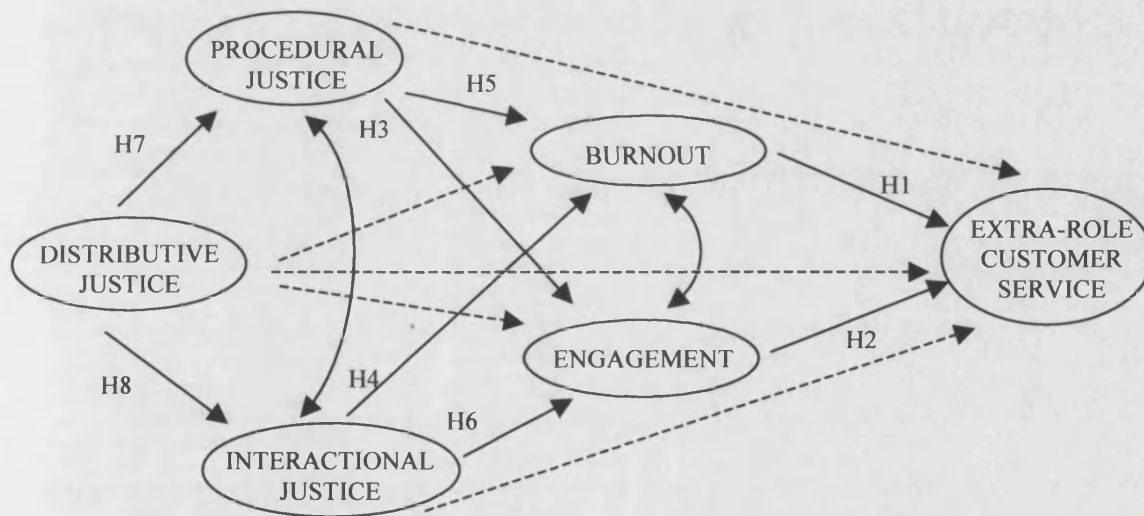 PROCEDURAL
JUSTICE
H5
H3
H7
BURNOUT
H1
DISTRIBUTIVE
JUSTICE
EXTRA-ROLE
CUSTOMER
SERVICE
H8
H4
ENGAGEMENT
H2
H6
INTERACTIONAL
JUSTICE